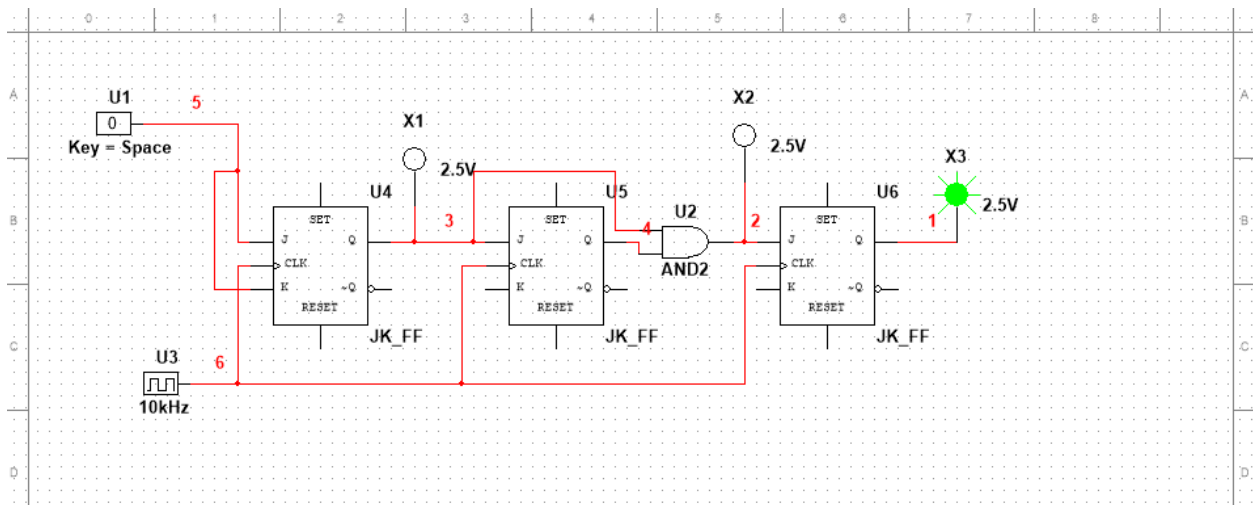 0 1 2 3 4 5 6 7 8
A A
U1 5
0
Key = Space
X1
2.5V
X2
2.5V
X3
2.5V
B B
U4
SET
J Q
CLK
K ~Q
RESET
JK_FF
3
U5
SET
J Q
CLK
K ~Q
RESET
JK_FF
4
U2
AND2
2
U6
SET
J Q
CLK
K ~Q
RESET
JK_FF
1
C C
U3 6
10kHz
D D